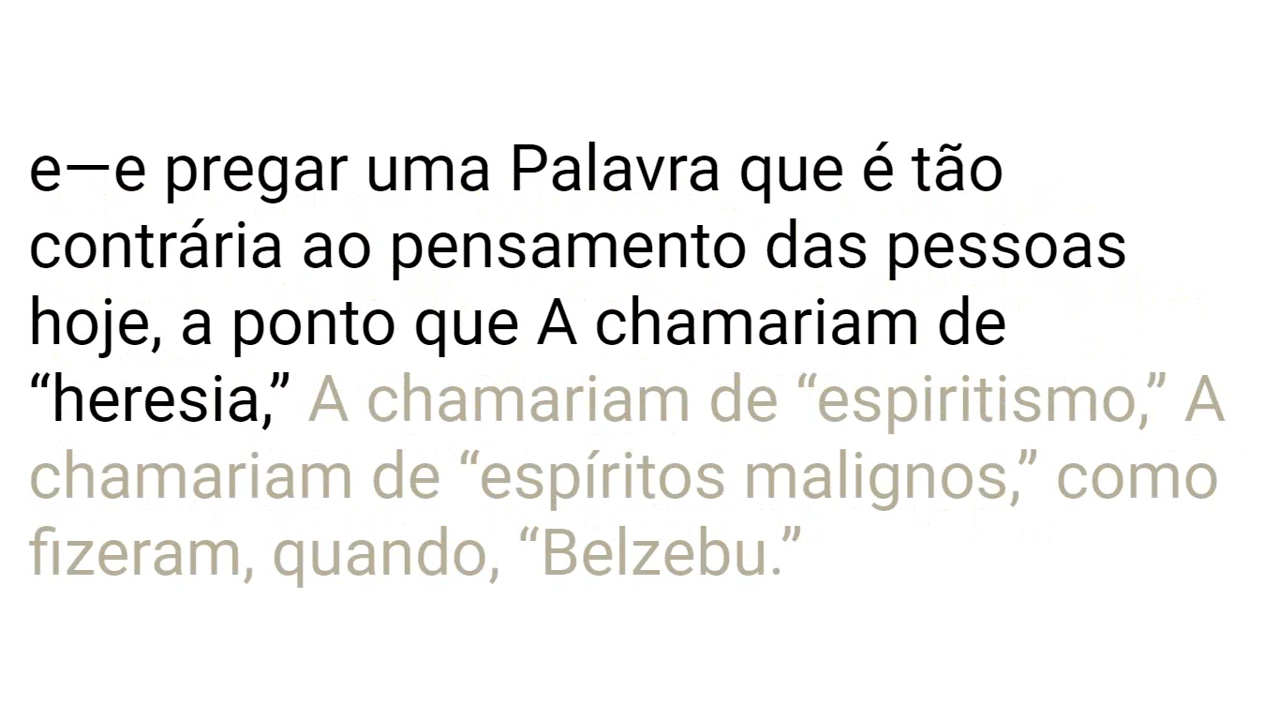 e—e pregar uma Palavra que é tão
contrária ao pensamento das pessoas
hoje, a ponto que A chamariam de
“heresia,” A chamariam de “espiritismo,” A
chamariam de “espíritos malignos,” como
fizeram, quando, “Belzebu.”